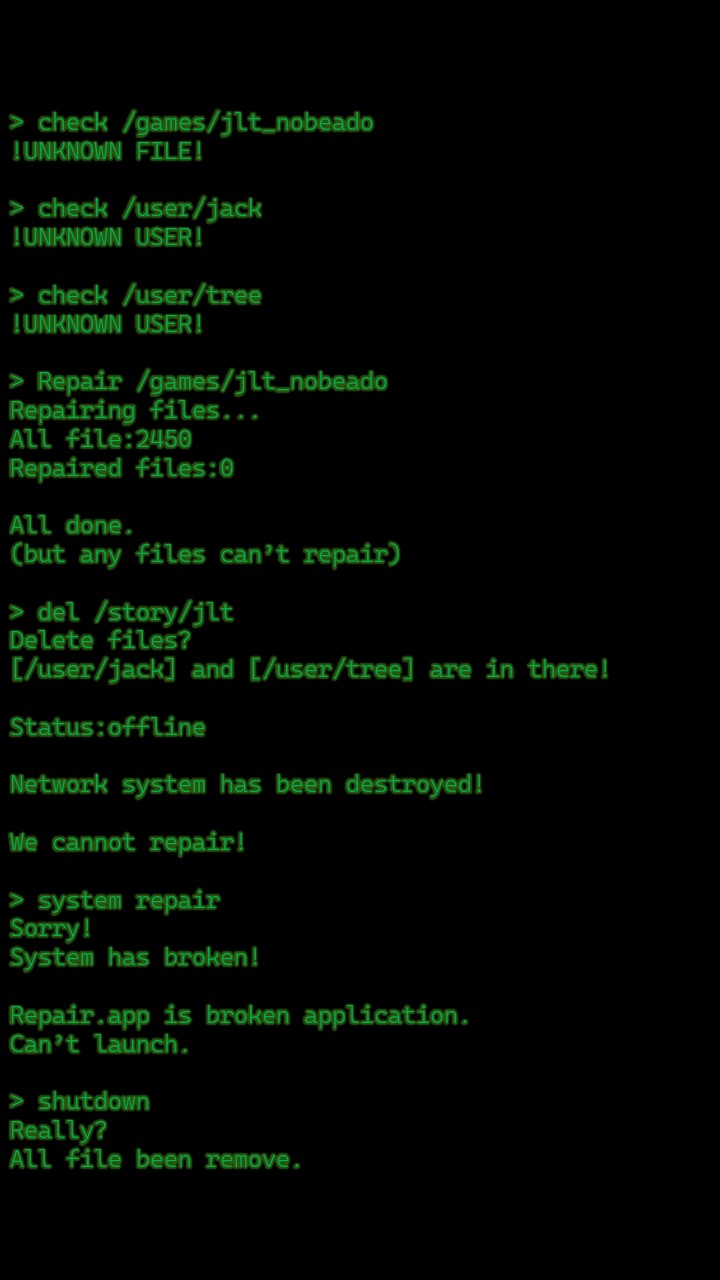 > check /games/jlt_nobeado
!UNKNOWN FILE!
> check /user/jack
!UNKNOWN USER!
> check /user/tree
!UNKNOWN USER!
> Repair /games/jlt_nobeado
Repairing files...
All file:2450
Repaired files:0
All done.
(but any files can’t repair)
> del /story/jlt
Delete files?
[/user/jack] and [/user/tree] are in there!
Status:offline
Network system has been destroyed!
We cannot repair!
> system repair
Sorry!
System has broken!
Repair.app is broken application.
Can’t launch.
> shutdown
Really?
All file been remove.